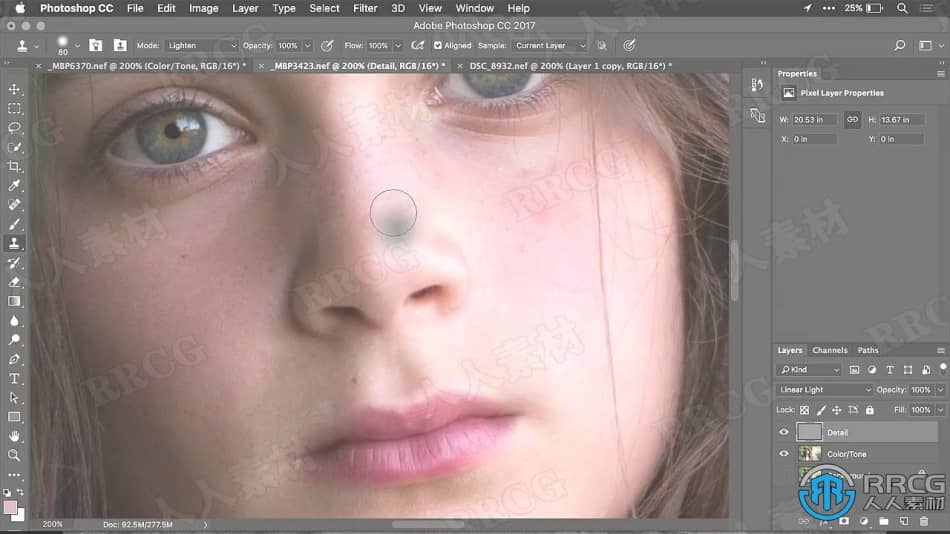 Photoshop CC File Edit Image Layer Type Select Filter 3D View Window Help 25%
Adobe Photoshop CC 2017
80 Mode: Lighten Opacity: 100% Flow: 100% Aligned Sample: Current Layer
_MBP6370.nef @ 200% (Color/Tone, RGB/16*) * _MBP3423.nef @ 200% (Detail, RGB/16*) * DSC_8932.nef @ 200% (Layer 1 copy, RGB/16*) *
Properties
Pixel Layer Properties
W: 20.53 in H: 13.67 in
X: 0 in Y: 0 in
RRCG
人人素材
Layers Channels Paths
Kind
Linear Light Opacity: 100%
Lock: Fill: 100%
Detail
Color/Tone
RRCG
人人素材
200% Doc: 92.5M/277.5M